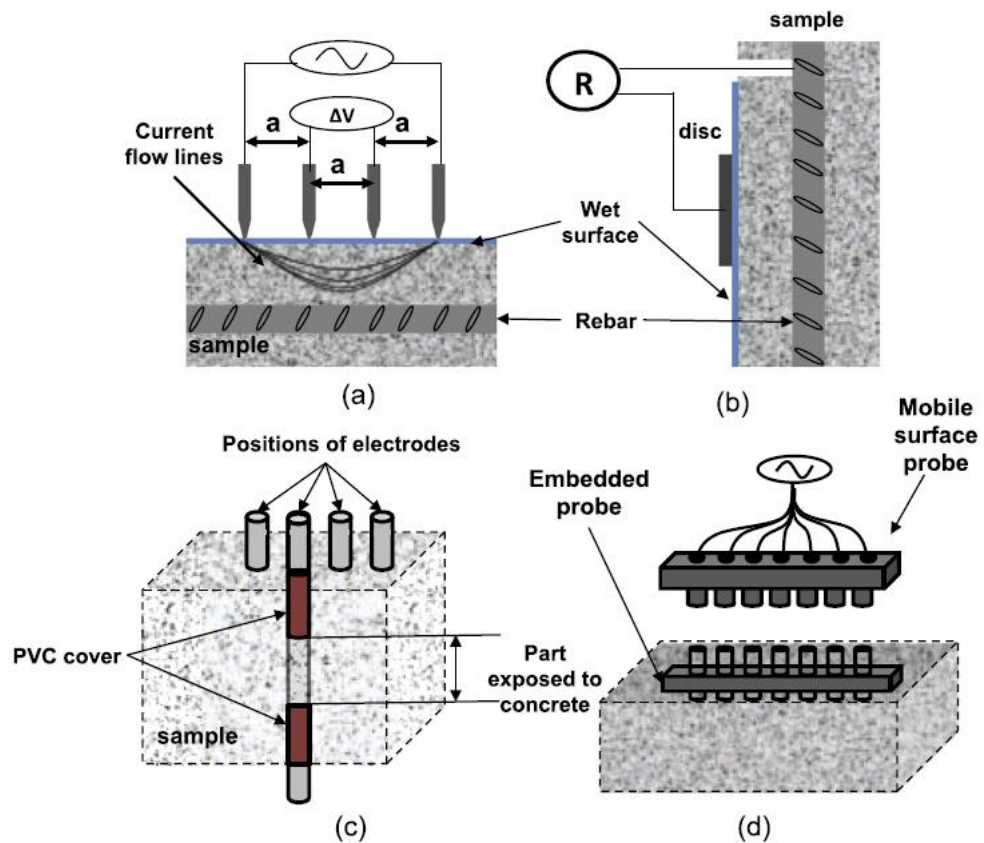 ΔV
a
a
a
Current
flow lines
sample
(a)
sample
R
disc
Wet
surface
Rebar
(b)
Positions of electrodes
PVC cover
sample
Part
exposed to
concrete
(c)
Mobile
surface
probe
Embedded
probe
(d)